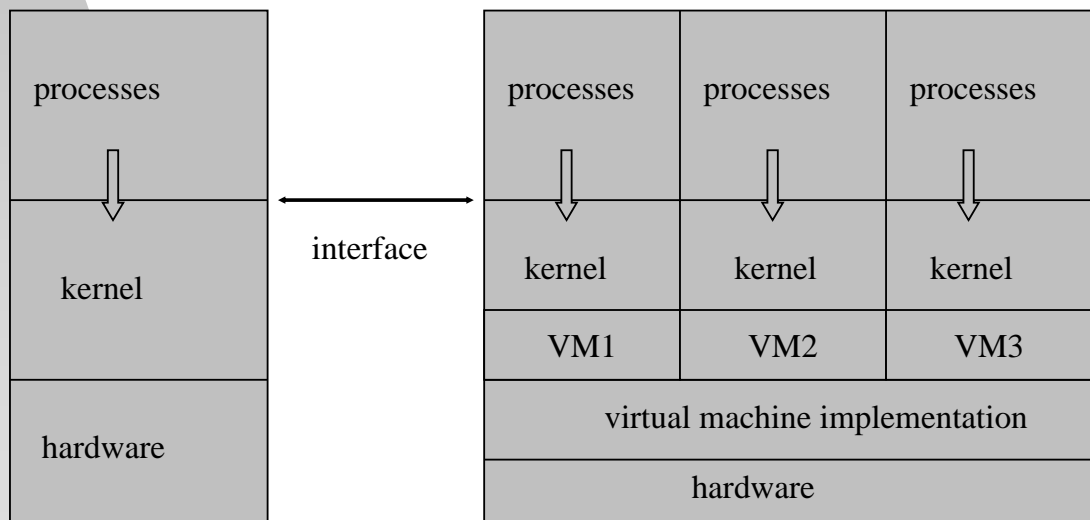 processes
kernel
hardware
interface
processes processes processes
kernel kernel kernel
VM1 VM2 VM3
virtual machine implementation
hardware